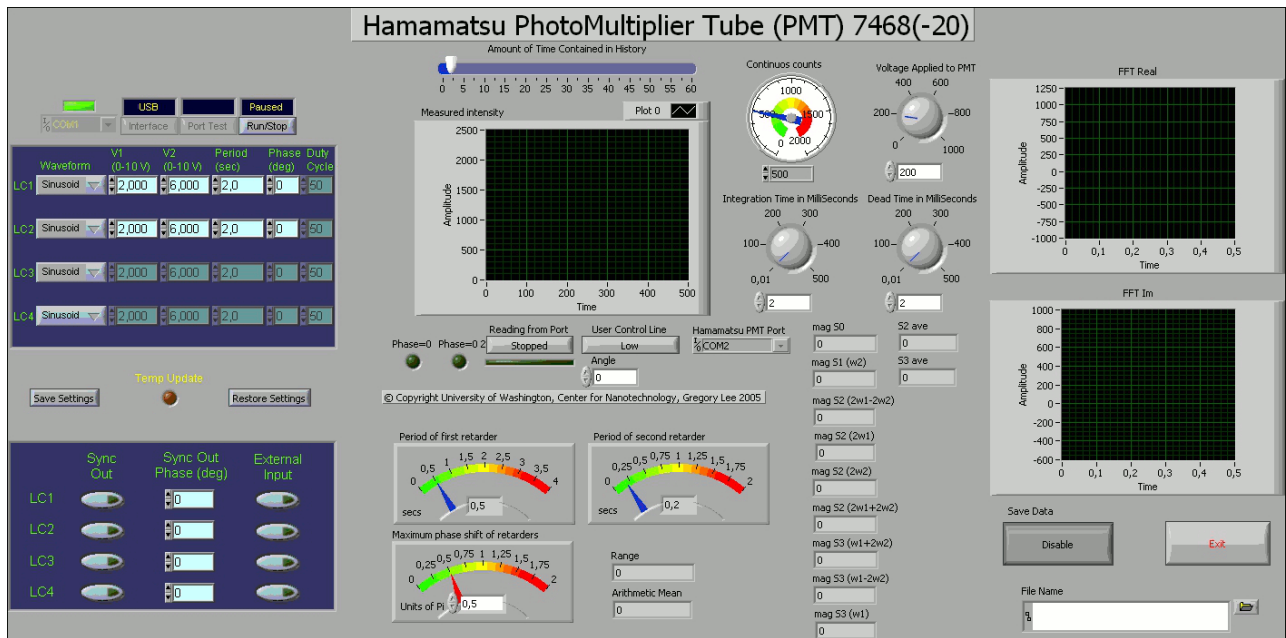 Hamamatsu PhotoMultiplier Tube (PMT) 7468(-20)
USB
Paused
COM1
Interface
Port Test
Run/Stop
Waveform
V1 (0-10 V)
V2 (0-10 V)
Period (sec)
Phase (deg)
Duty Cycle
LC1 Sinusoid 2,000 6,000 2,0 0 50
LC2 Sinusoid 2,000 6,000 2,0 0 50
LC3 Sinusoid 2,000 6,000 2,0 0 50
LC4 Sinusoid 2,000 6,000 2,0 0 50
Temp Update
Save Settings
Restore Settings
Sync Out
Sync Out Phase (deg)
External Input
LC1 0
LC2 0
LC3 0
LC4 0
Amount of Time Contained in History
0 5 10 15 20 25 30 35 40 45 50 55 60
Measured intensity
Plot 0
2500
2000
1500
1000
500
0
Amplitude
0 100 200 300 400 500
Time
Continuos counts
0 500 1000 1500 2000
500
Voltage Applied to PMT
0 200 400 600 800 1000
200
Integration Time in MilliSeconds
0,01 100 200 300 400 500
2
Dead Time in MilliSeconds
0,01 100 200 300 400 500
2
Phase=0
Phase=0 2
Reading from Port
Stopped
User Control Line
Low
Hamamatsu PMT Port
COM2
Angle
0
© Copyright University of Washington, Center for Nanotechnology, Gregory Lee 2005
Period of first retarder
0 0,5 1 1,5 2 2,5 3 3,5 4
secs
0,5
Period of second retarder
0 0,25 0,5 0,75 1 1,25 1,5 1,75 2
secs
0,2
Maximum phase shift of retarders
0 0,25 0,5 0,75 1 1,25 1,5 1,75 2
Units of Pi
0,5
Range
0
Arithmetic Mean
0
mag S0
0
mag S1 (w2)
0
mag S2 (2w1-2w2)
0
mag S2 (2w1)
0
mag S2 (2w2)
0
mag S2 (2w1+2w2)
0
mag S3 (w1+2w2)
0
mag S3 (w1-2w2)
0
mag S3 (w1)
0
S2 ave
0
S3 ave
0
FFT Real
1250
1000
750
500
250
0
-250
-500
-750
-1000
Amplitude
0 0,1 0,2 0,3 0,4 0,5
Time
FFT Im
1000
800
600
400
200
0
-200
-400
-600
Amplitude
0 0,1 0,2 0,3 0,4 0,5
Time
Save Data
Disable
Exit
File Name